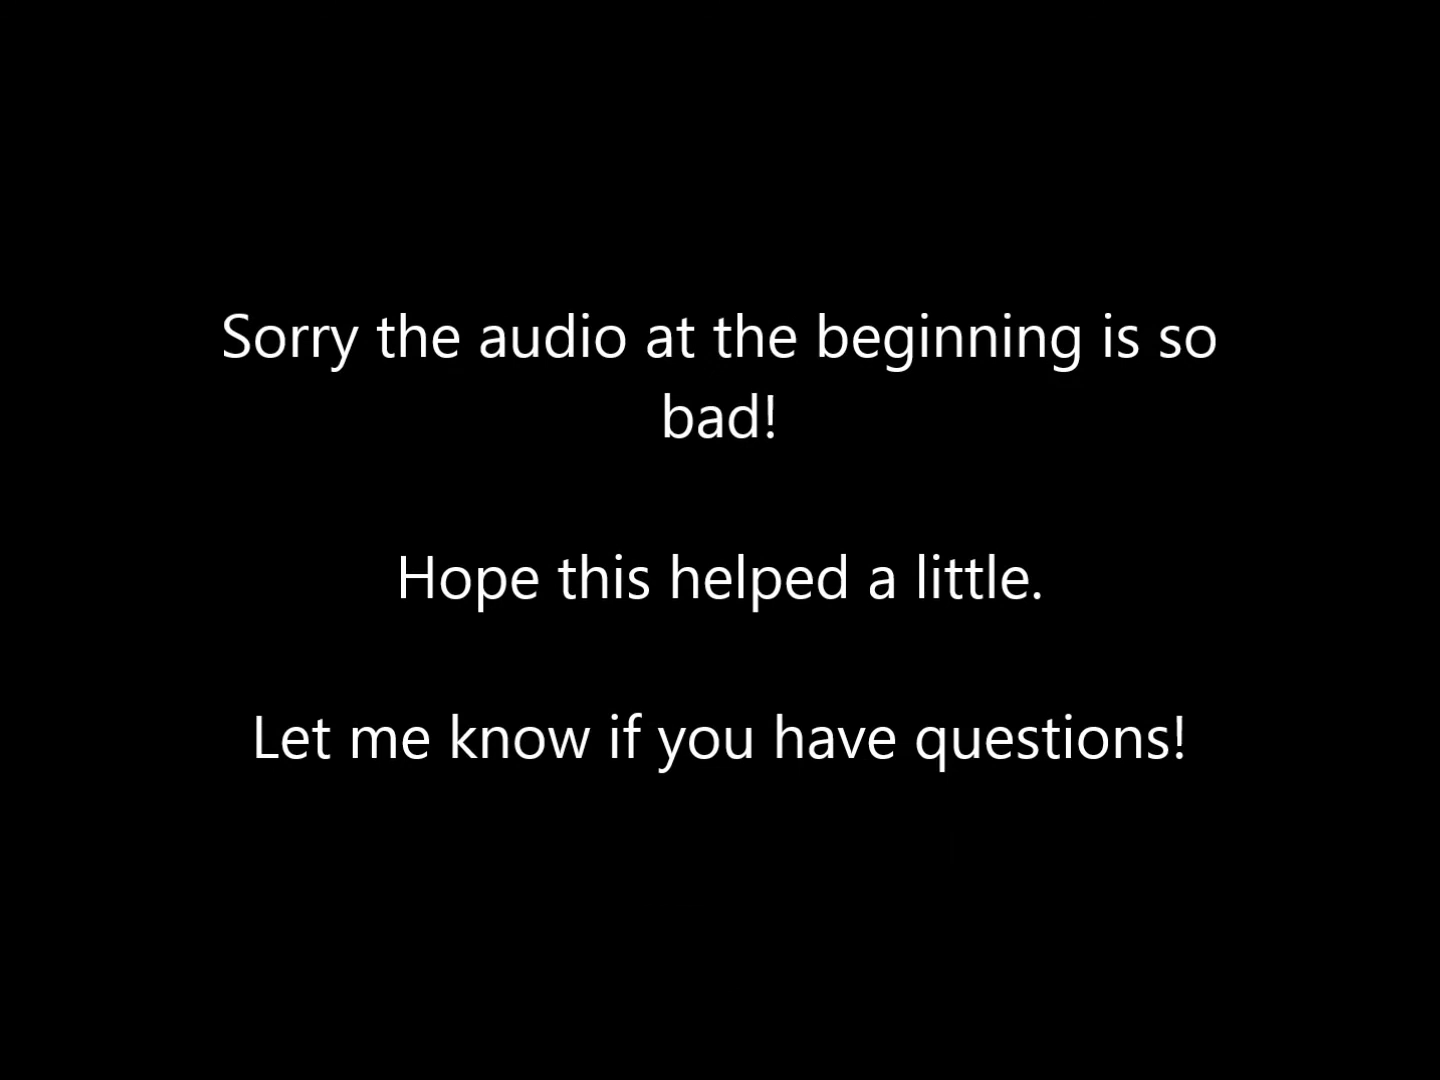 Sorry the audio at the beginning is so
bad!
Hope this helped a little.
Let me know if you have questions!